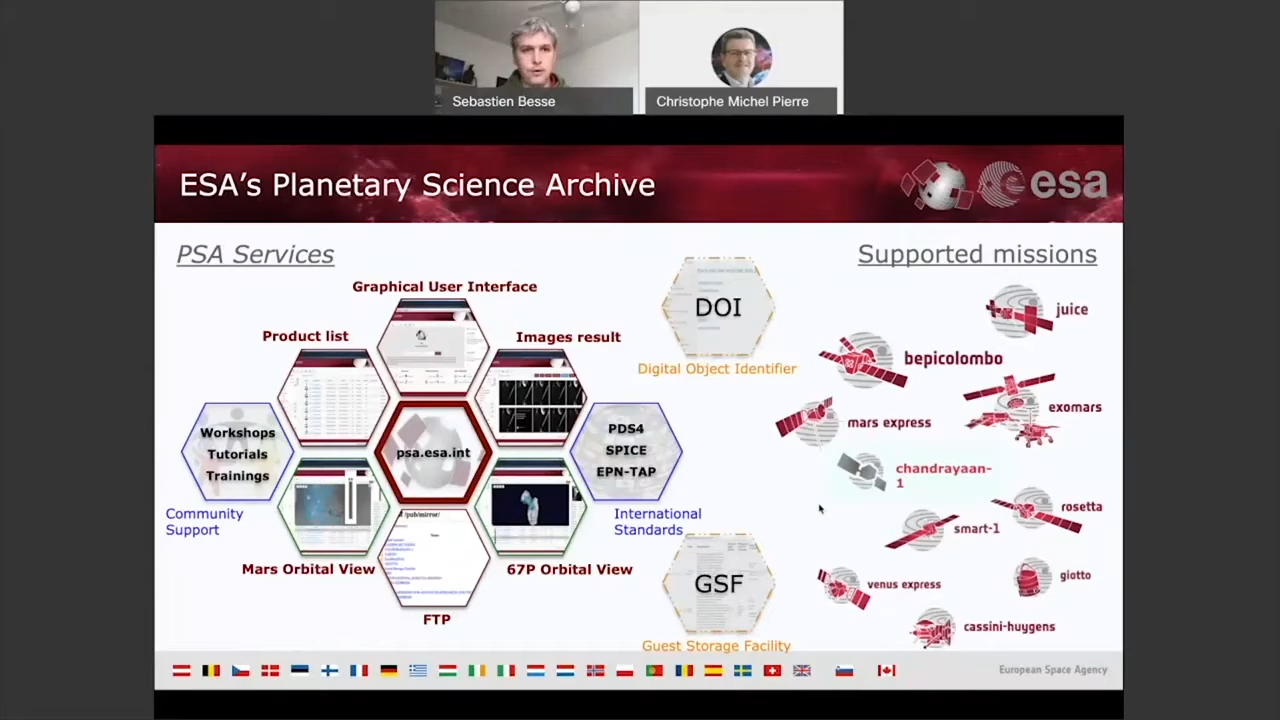 Sebastien Besse
Christophe Michel Pierre
ESA's Planetary Science Archive
esa
PSA Services
Supported missions
Graphical User Interface
Product list
Images result
Workshops
Tutorials
Trainings
Community
Support
psa.esa.int
PDS4
SPICE
EPN-TAP
International
Standards
Mars Orbital View
67P Orbital View
/pub/mirror/
FTP
DOI
Digital Object Identifier
GSF
Guest Storage Facility
juice
bepicolombo
exomars
mars express
chandrayaan-
1
rosetta
smart-1
venus express
giotto
cassini-huygens
European Space Agency